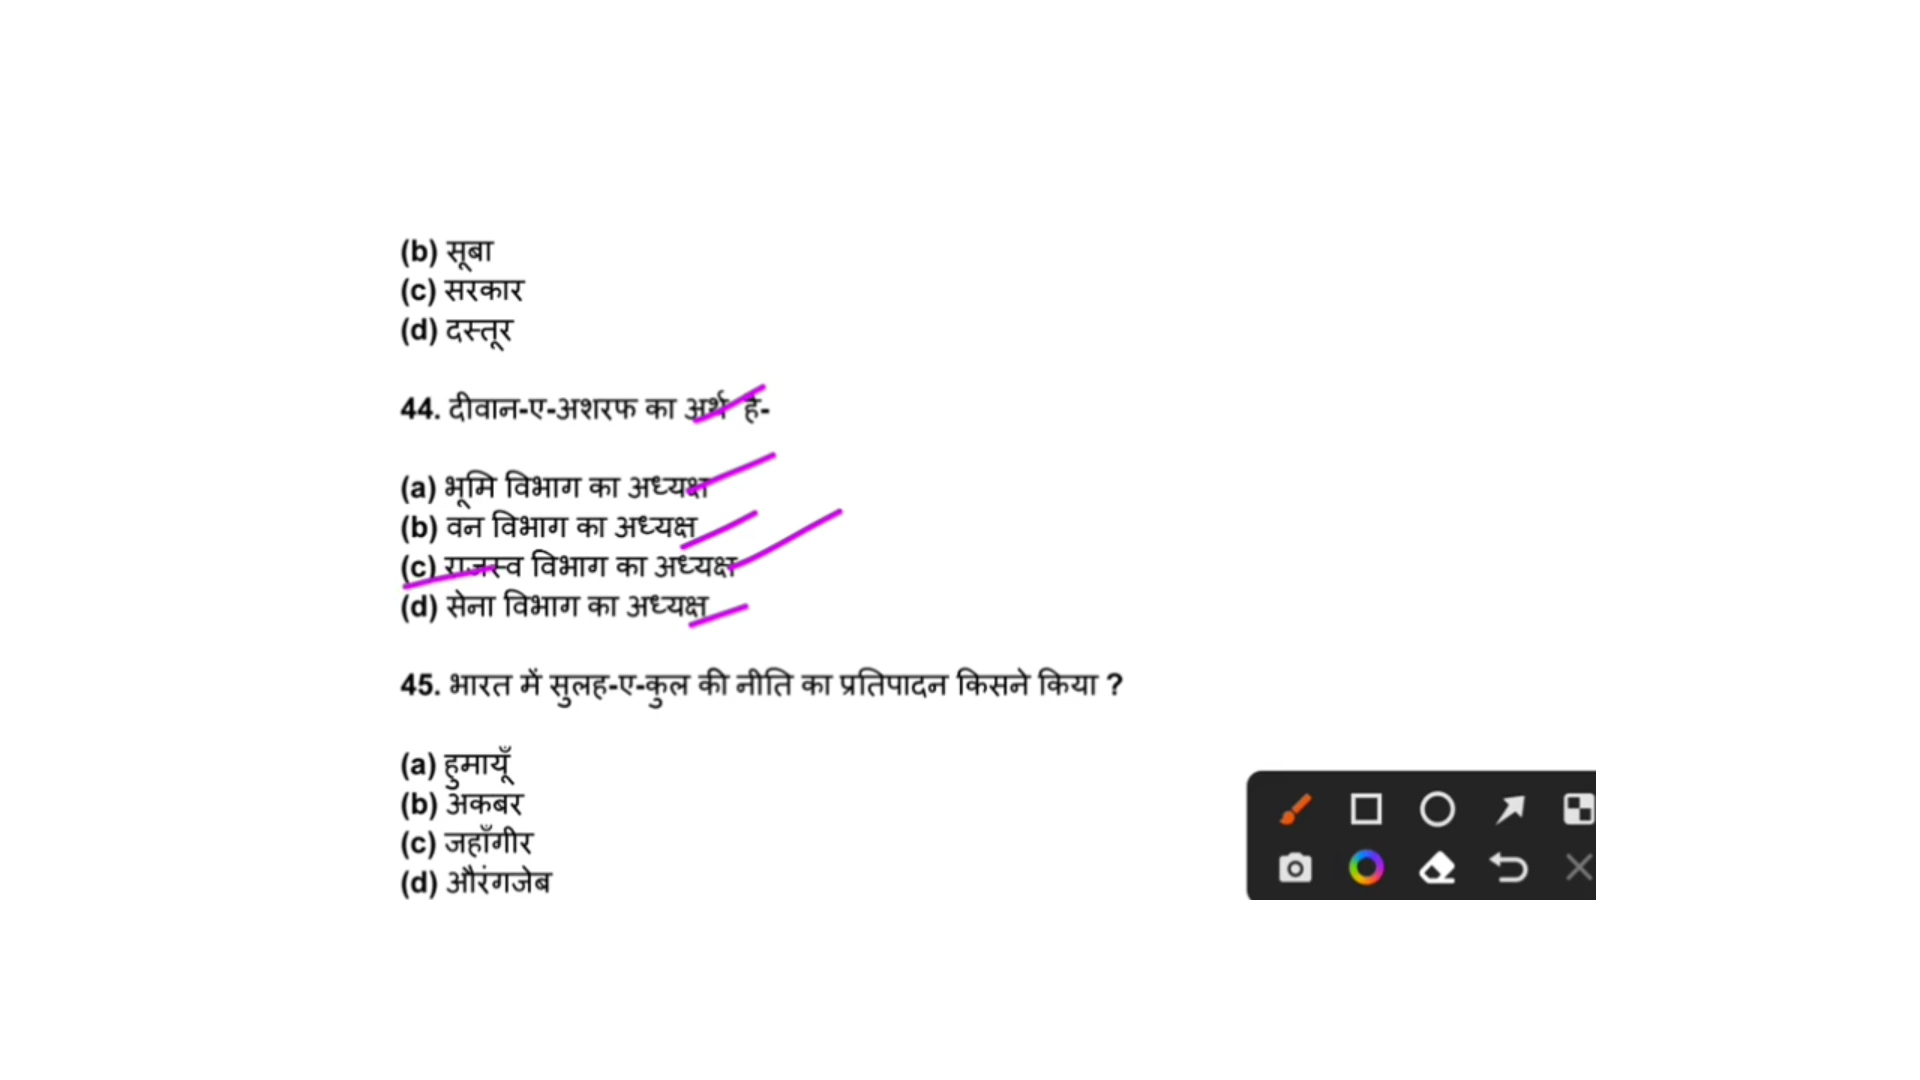 (b) सूबा
(c) सरकार
(d) दस्तूर
44. दीवान-ए-अशरफ का अर्थ है-
(a) भूमि विभाग का अध्यक्ष
(b) वन विभाग का अध्यक्ष
(c) राजस्व विभाग का अध्यक्ष
(d) सेना विभाग का अध्यक्ष
45. भारत में सुलह-ए-कुल की नीति का प्रतिपादन किसने किया ?
(a) हुमायूँ
(b) अकबर
(c) जहाँगीर
(d) औरंगजेब